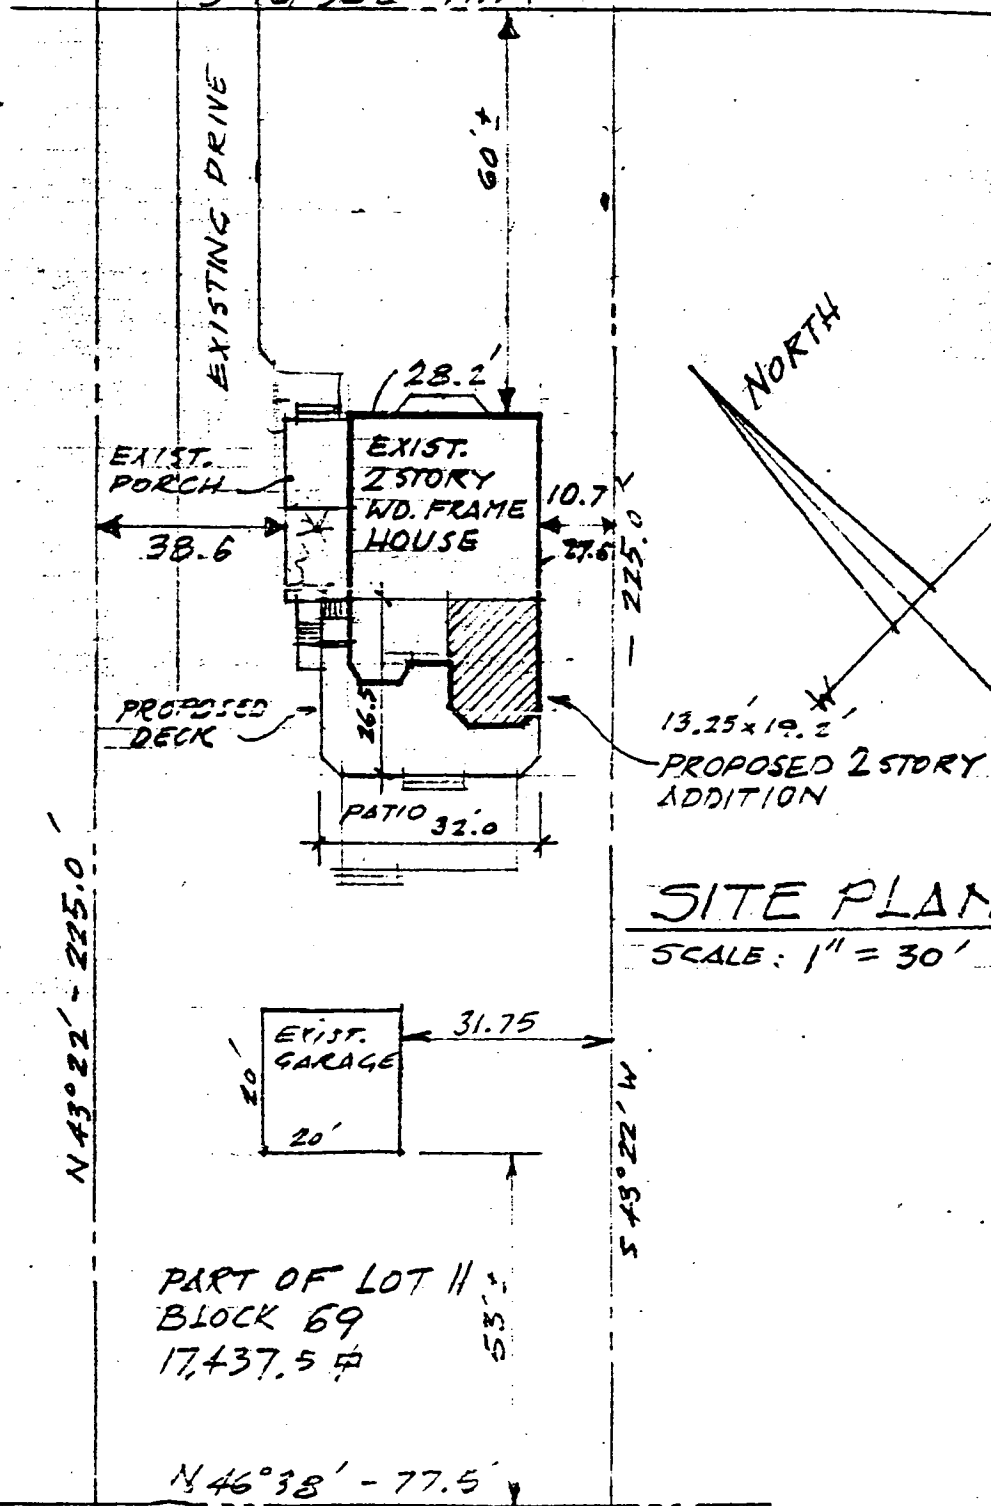 EXISTING DRIVE
60'±
28.2'
EXIST.
PORCH
EXIST.
2 STORY
WD. FRAME
HOUSE
10.7
27.6
38.6
NORTH
W
225.0'
PROPOSED
DECK
26.5
13.25' x 19.2'
PROPOSED 2 STORY
ADDITION
PATIO 32.0
SITE PLAN
SCALE: 1" = 30'
N 43°22' - 225.0'
EXIST.
GARAGE
20'
20'
31.75
S 43°22' W
PART OF LOT 11
BLOCK 69
17,437.5
53'±
N 46°38' - 77.5'